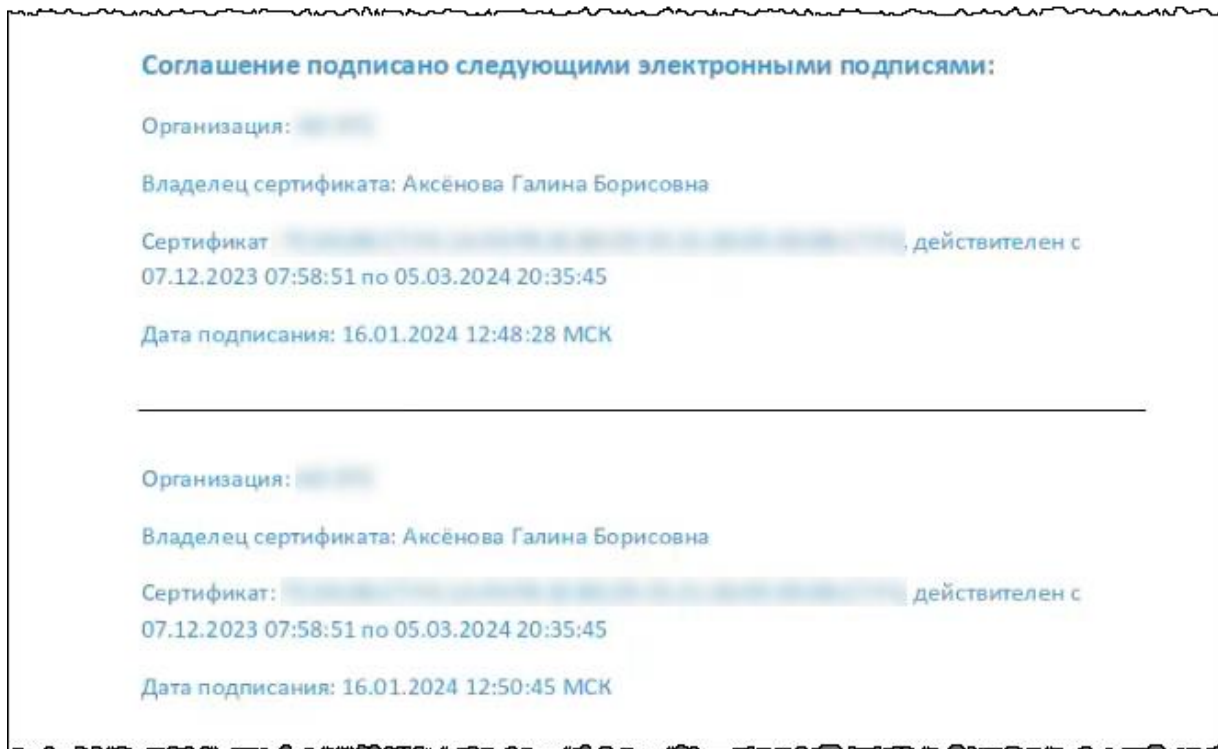 Соглашение подписано следующими электронными подписями:
Организация:
Владелец сертификата: Аксёнова Галина Борисовна
Сертификат , действителен с
07.12.2023 07:58:51 по 05.03.2024 20:35:45
Дата подписания: 16.01.2024 12:48:28 МСК
Организация:
Владелец сертификата: Аксёнова Галина Борисовна
Сертификат: , действителен с
07.12.2023 07:58:51 по 05.03.2024 20:35:45
Дата подписания: 16.01.2024 12:50:45 МСК